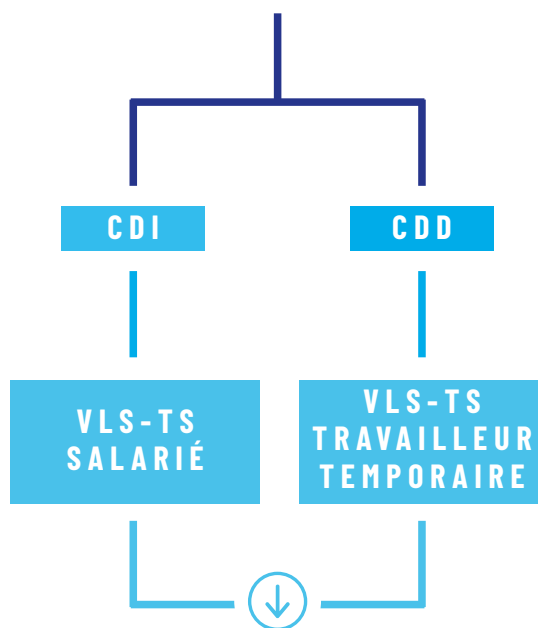 CDI
CDD
VLS-TS
SALARIÉ
VLS-TS
TRAVAILLEUR
TEMPORAIRE